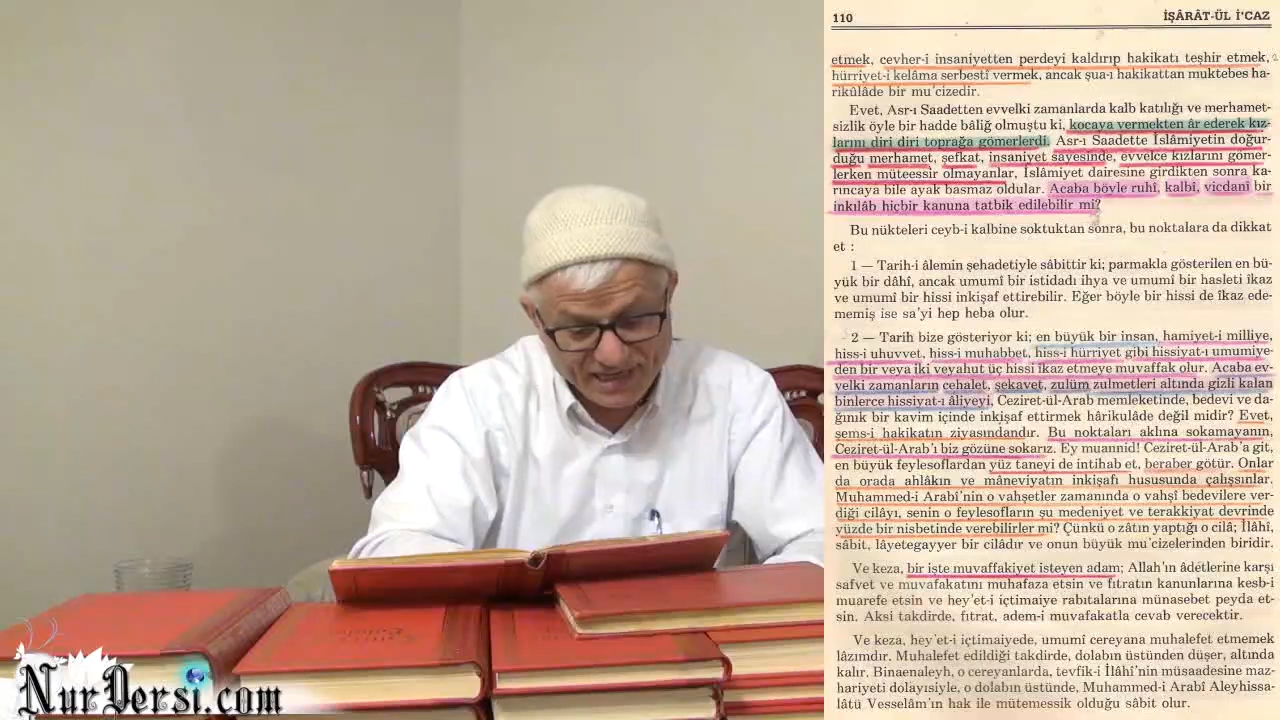 110
İŞÂRÂT-ÜL İ'CAZ
etmek, cevher-i insaniyetten perdeyi kaldırıp hakikatı teşhir etmek,
hürriyet-i kelâma serbestî vermek, ancak şua-ı hakikattan muktebes ha-
rikûlâde bir mu'cizedir.
Evet, Asr-ı Saadetten evvelki zamanlarda kalb katılığı ve merhamet-
sizlik öyle bir hadde bâliğ olmuştu ki, kocaya vermekten âr ederek kız-
larını diri diri toprağa gömerlerdi. Asr-ı Saadette İslâmiyetin doğur-
duğu merhamet, şefkat, insaniyet sayesinde, evvelce kızlarını gömer-
lerken müteessir olmayanlar, İslâmiyet dairesine girdikten sonra ka-
rıncaya bile ayak basmaz oldular. Acaba böyle ruhî, kalbî, vicdanî bir
inkılâb hiçbir kanuna tatbik edilebilir mi?
Bu nükteleri ceyb-i kalbine soktuktan sonra, bu noktalara da dikkat
et :
1 — Tarih-i âlemin şehadetiyle sâbittir ki; parmakla gösterilen en bü-
yük bir dâhî, ancak umumî bir istidadı ihya ve umumî bir hasleti îkaz
ve umumî bir hissi inkişaf ettirebilir. Eğer böyle bir hissi de îkaz ede-
memiş ise sa'yi hep heba olur.
2 — Tarih bize gösteriyor ki; en büyük bir insan, hamiyet-i milliye,
hiss-i uhuvvet, hiss-i muhabbet, hiss-i hürriyet gibi hissiyat-ı umumiye-
den bir veya iki veyahut üç hissi îkaz etmeye muvaffak olur. Acaba ev-
velki zamanların cehalet, şekavet, zulüm zulmetleri altında gizli kalan
binlerce hissiyat-ı âliyeyi, Ceziret-ül-Arab memleketinde, bedevi ve da-
ğınık bir kavim içinde inkişaf ettirmek hârikulâde değil midir? Evet,
şems-i hakikatın ziyasındandır. Bu noktaları aklına sokamayanın,
Ceziret-ül-Arab'ı biz gözüne sokarız. Ey muannid! Ceziret-ül-Arab'a git,
en büyük feylesoflardan yüz taneyi de intihab et, beraber götür. Onlar
da orada ahlâkın ve mâneviyatın inkişafı hususunda çalışsınlar.
Muhammed-i Arabî'nin o vahşetler zamanında o vahşî bedevilere ver-
diği cilâyı, senin o feylesofların şu medeniyet ve terakkiyat devrinde
yüzde bir nisbetinde verebilirler mi? Çünkü o zâtın yaptığı o cilâ; İlâhî,
sâbit, lâyetegayyer bir cilâdır ve onun büyük mu'cizelerinden biridir.
Ve keza, bir işte muvaffakiyet isteyen adam; Allah'ın âdetlerine karşı
safvet ve muvafakatını muhafaza etsin ve fıtratın kanunlarına kesb-i
muarefe etsin ve hey'et-i içtimaiye rabıtalarına münasebet peyda et-
sin. Aksi takdirde, fıtrat, adem-i muvafakatla cevab verecektir.
Ve keza, hey'et-i içtimaiyede, umumî cereyana muhalefet etmemek
lâzımdır. Muhalefet edildiği takdirde, dolabın üstünden düşer, altında
kalır. Binaenaleyh, o cereyanlarda, tevfik-i İlâhî'nin müsaadesine maz-
hariyeti dolayısiyle, o dolabın üstünde, Muhammed-i Arabî Aleyhissa-
lâtü Vesselâm'ın hak ile mütemessik olduğu sâbit olur.
NurDersi.com